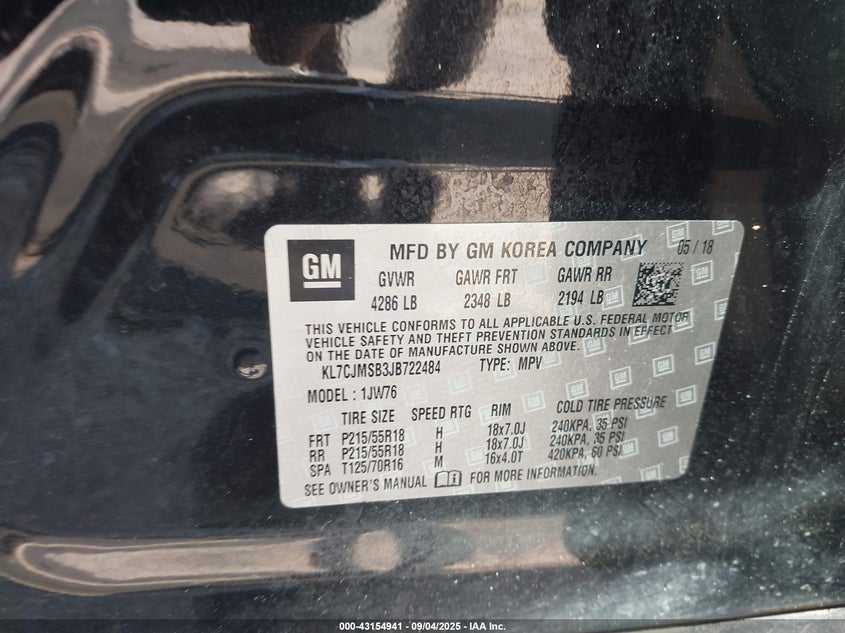 GM
MFD BY GM KOREA COMPANY 05 / 18
GVWR GAWR FRT GAWR RR
4286 LB 2348 LB 2194 LB
THIS VEHICLE CONFORMS TO ALL APPLICABLE U.S. FEDERAL MOTOR
VEHICLE SAFETY AND THEFT PREVENTION STANDARDS IN EFFECT
ON THE DATE OF MANUFACTURE SHOWN ABOVE.
KL7CJMSB3JB722484 TYPE: MPV
MODEL : 1JW76
TIRE SIZE SPEED RTG RIM COLD TIRE PRESSURE
FRT P215/55R18 H 18x7.0J 240KPA, 35 PSI
RR P215/55R18 H 18x7.0J 240KPA, 35 PSI
SPA T125/70R16 M 16x4.0T 420KPA, 60 PSI
SEE OWNER'S MANUAL FOR MORE INFORMATION.
000-43154941 - 09/04/2025 - IAA Inc.